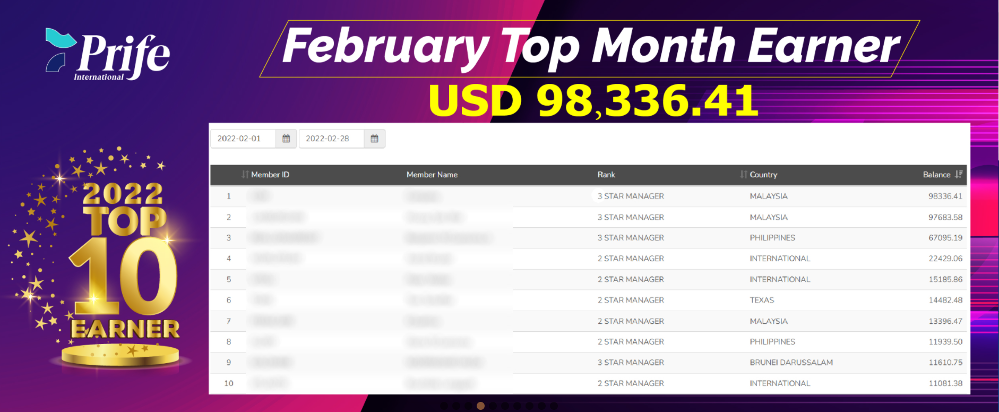 Prife
International
February Top Month Earner
USD 98,336.41
2022-02-01 2022-02-28
Member ID Member Name Rank Country Balance
1 3 STAR MANAGER MALAYSIA 98336.41
2 3 STAR MANAGER MALAYSIA 97683.58
3 3 STAR MANAGER PHILIPPINES 67095.19
4 2 STAR MANAGER INTERNATIONAL 22429.06
5 2 STAR MANAGER INTERNATIONAL 15185.86
6 2 STAR MANAGER TEXAS 14482.48
7 2 STAR MANAGER MALAYSIA 13396.47
8 2 STAR MANAGER PHILIPPINES 11939.50
9 3 STAR MANAGER BRUNEI DARUSSALAM 11610.75
10 2 STAR MANAGER INTERNATIONAL 11081.38
2022
TOP
10
EARNER